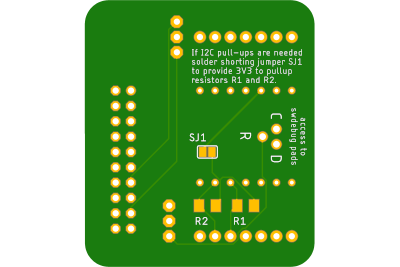 If I2C pull-ups are needed
solder shorting jumper SJ1
to provide 3V3 to pullup
resistors R1 and R2.
SJ1
R
C
D
access to
swdebug pads
R2
R1